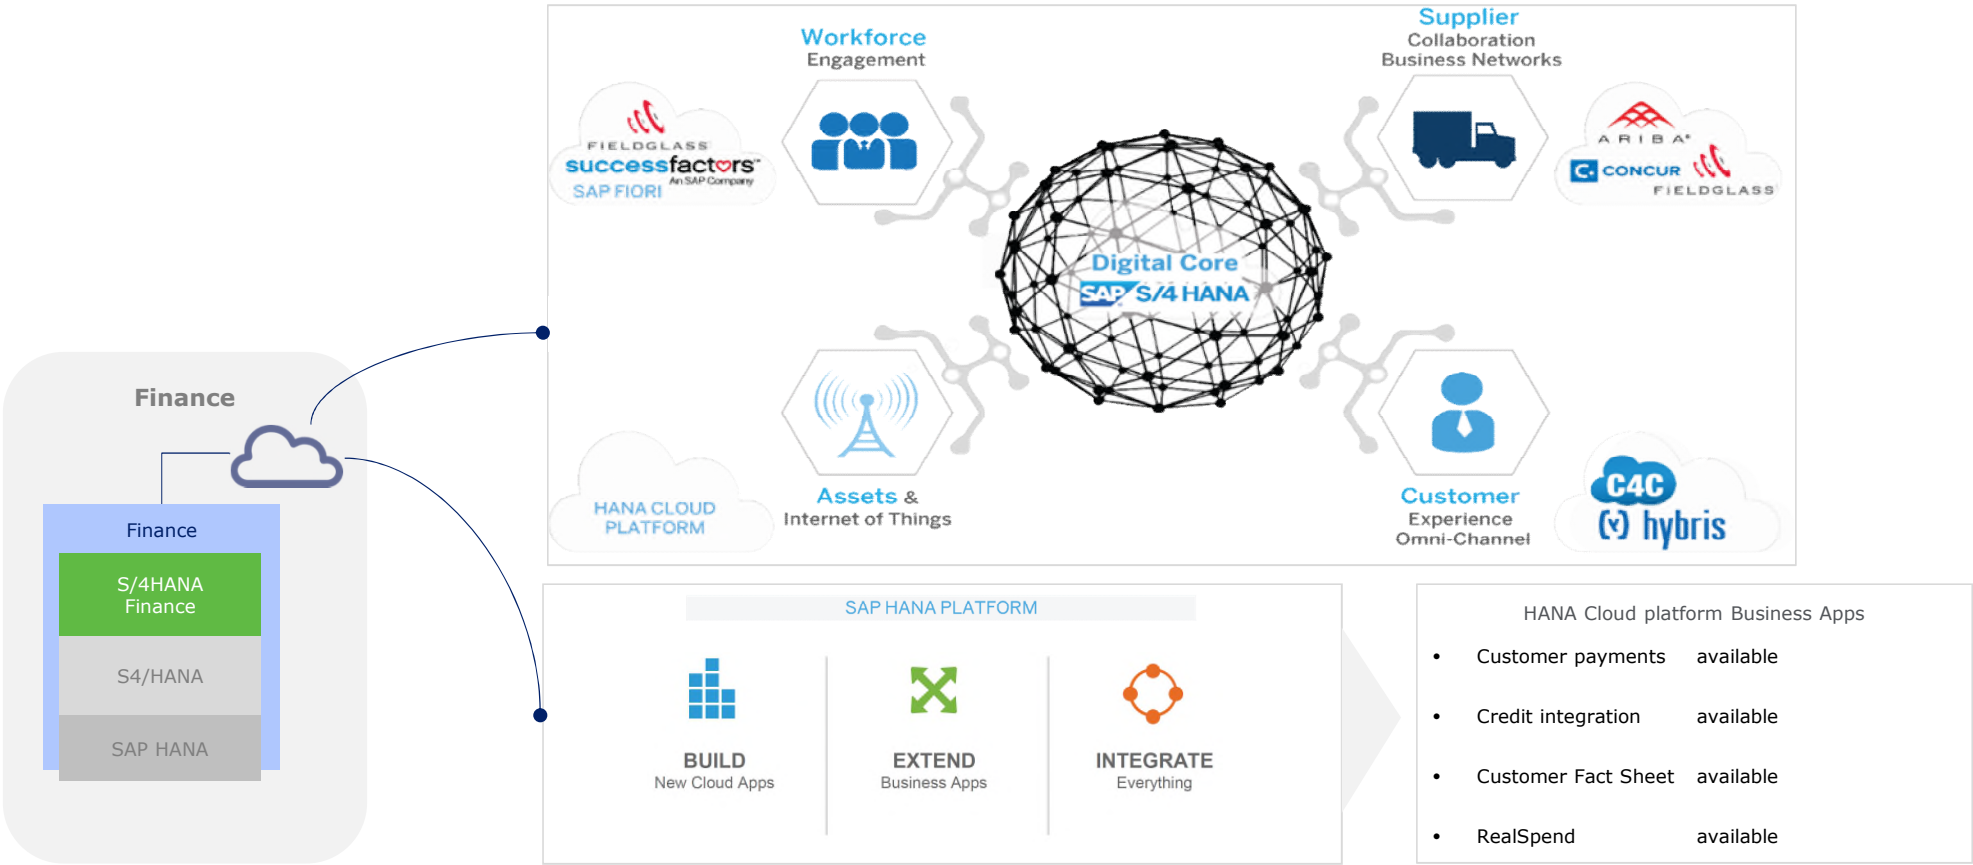 Finance
Finance
S/4HANA
Finance
S4/HANA
SAP HANA
Workforce
Engagement
FIELDGLASS
successfactors™
An SAP Company
SAP FIORI
Supplier
Collaboration
Business Networks
ARIBA®
C. CONCUR
FIELDGLASS
Digital Core
SAP S/4 HANA
HANA CLOUD
PLATFORM
Assets &
Internet of Things
Customer
Experience
Omni-Channel
C4C
(y) hybris
SAP HANA PLATFORM
BUILD
New Cloud Apps
EXTEND
Business Apps
INTEGRATE
Everything
HANA Cloud platform Business Apps
• Customer payments available
• Credit integration available
• Customer Fact Sheet available
• RealSpend available